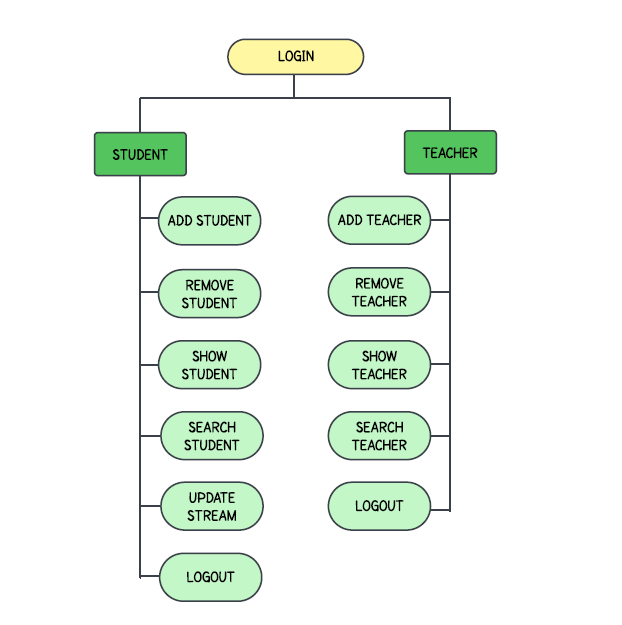 LOGIN
STUDENT
TEACHER
ADD STUDENT
REMOVE
STUDENT
SHOW
STUDENT
SEARCH
STUDENT
UPDATE
STREAM
LOGOUT
ADD TEACHER
REMOVE
TEACHER
SHOW
TEACHER
SEARCH
TEACHER
LOGOUT